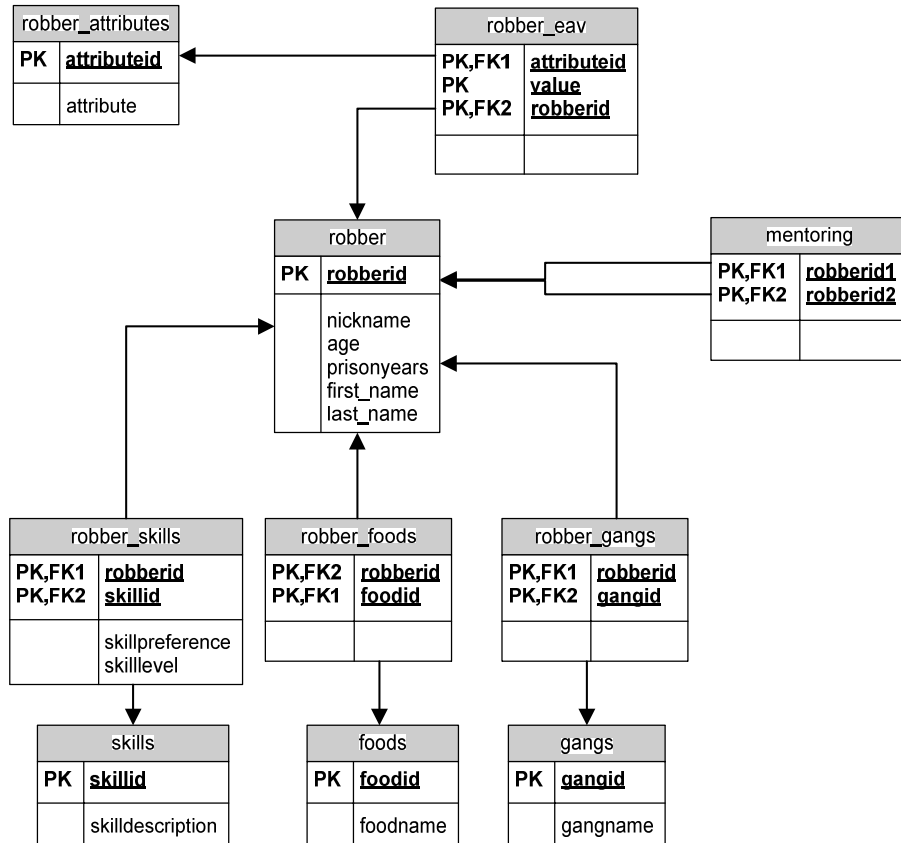 robber_attributes
PK attributeid
attribute
robber_eav
PK,FK1 attributeid
PK value
PK,FK2 robberid
robber
PK robberid
nickname
age
prisonyears
first_name
last_name
mentoring
PK,FK1 robberid1
PK,FK2 robberid2
robber_skills
PK,FK1 robberid
PK,FK2 skillid
skillpreference
skilllevel
robber_foods
PK,FK2 robberid
PK,FK1 foodid
robber_gangs
PK,FK1 robberid
PK,FK2 gangid
skills
PK skillid
skilldescription
foods
PK foodid
foodname
gangs
PK gangid
gangname